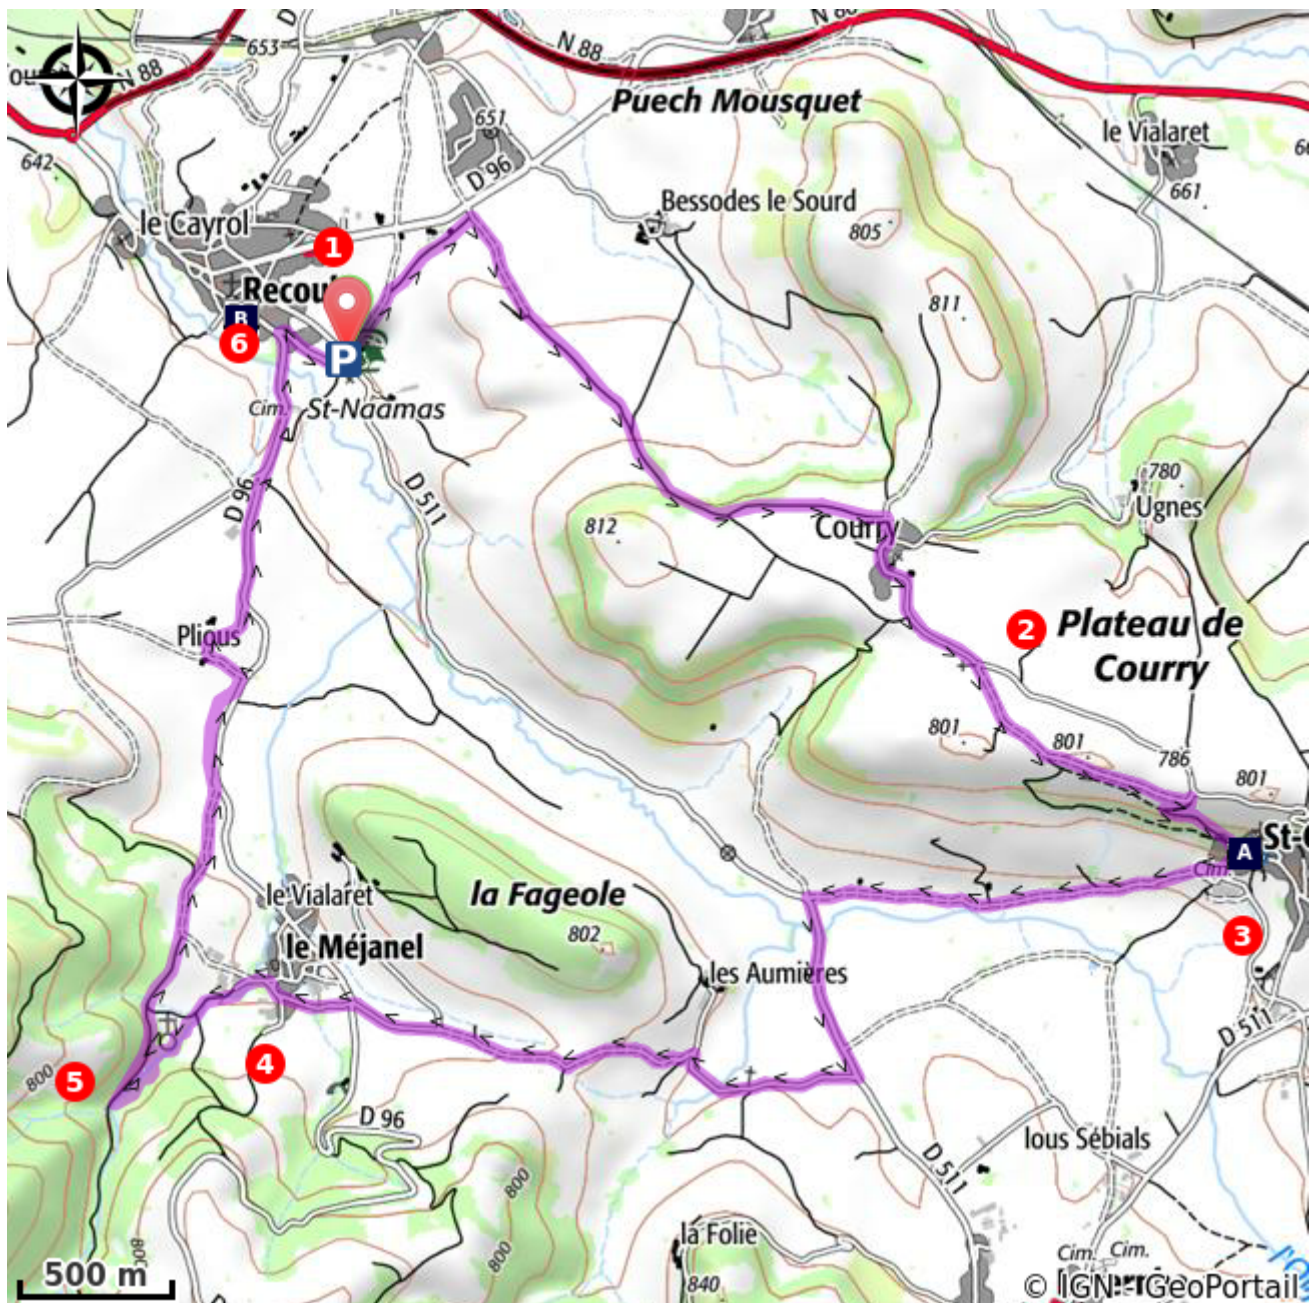 653
N 88
N 88
Puech Mousquet
651
le Vialaret
642
D 96
661
Bessodes le Sourd
le Cayrol
805
1
811
B
6
P
Cim.
St-Naamas
780
Ugnes
D 96
D 511
812
Courry
Plious
2
Plateau de
Courry
801
801
786
801
A
Cim.
le Vialaret
la Fageole
802
le Méjanel
3
les Aumières
D 511
4
5
800
D 96
lous Sébials
D 511
800
la Folie
800
840
Cim.
Cim.
500 m
© IGN - GeoPortail